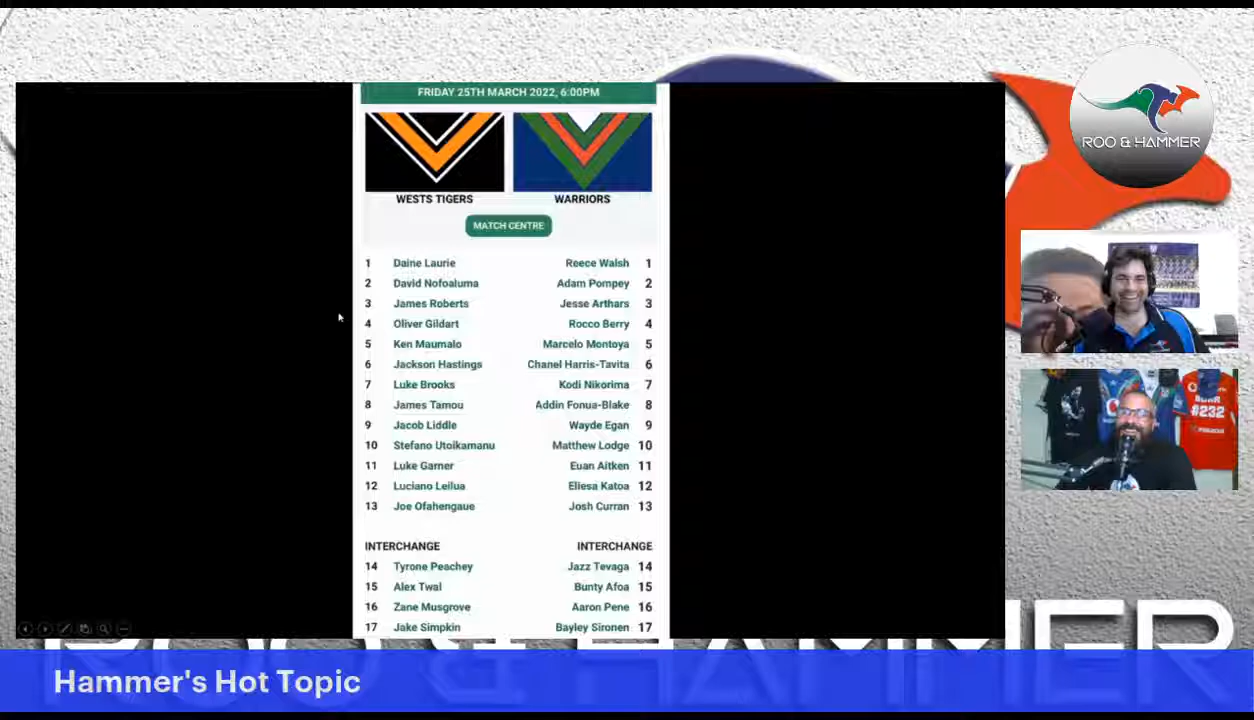 FRIDAY 25TH MARCH 2022, 6:00PM
WESTS TIGERS WARRIORS
MATCH CENTRE
1 Daine Laurie Reece Walsh 1
2 David Nofoaluma Adam Pompey 2
3 James Roberts Jesse Arthars 3
4 Oliver Gildart Rocco Berry 4
5 Ken Maumalo Marcelo Montoya 5
6 Jackson Hastings Chanel Harris-Tavita 6
7 Luke Brooks Kodi Nikorima 7
8 James Tamou Addin Fonua-Blake 8
9 Jacob Liddle Wayde Egan 9
10 Stefano Utoikamanu Matthew Lodge 10
11 Luke Garner Euan Aitken 11
12 Luciano Leilua Eliesa Katoa 12
13 Joe Ofahengaue Josh Curran 13
INTERCHANGE INTERCHANGE
14 Tyrone Peachey Jazz Tevaga 14
15 Alex Twal Bunty Afoa 15
16 Zane Musgrove Aaron Pene 16
17 Jake Simpkin Bayley Sironen 17
ROO & HAMMER
#232
ROO & HAMMER
Hammer's Hot Topic